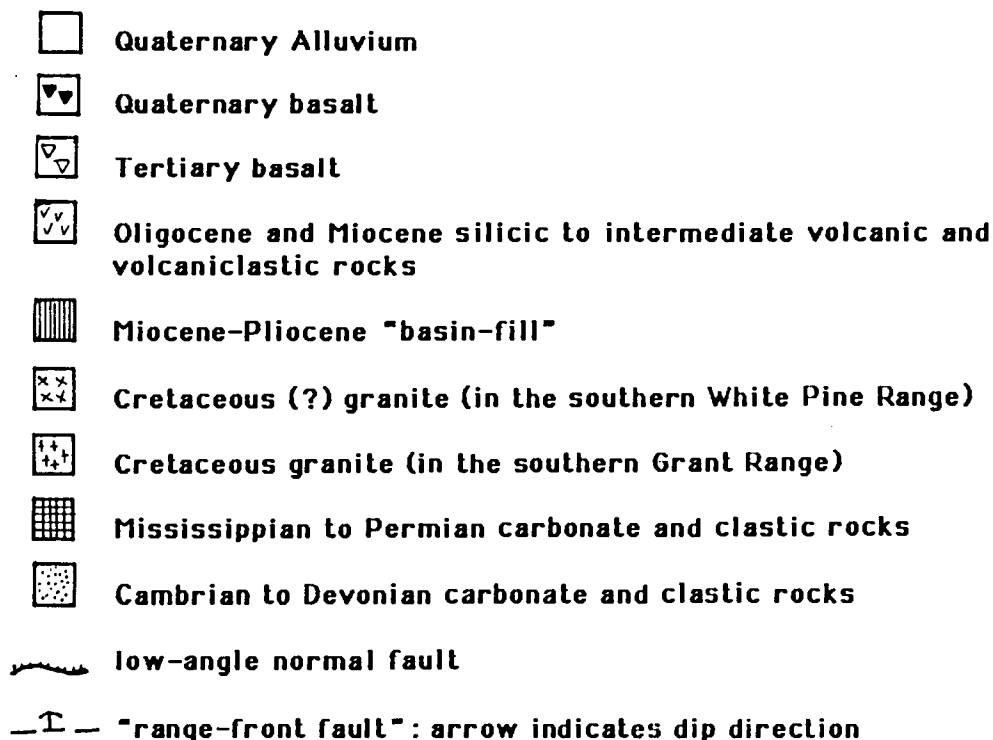 Quaternary Alluvium
Quaternary basalt
Tertiary basalt
Oligocene and Miocene silicic to intermediate volcanic and
volcaniclastic rocks
Miocene-Pliocene "basin-fill"
Cretaceous (?) granite (in the southern White Pine Range)
Cretaceous granite (in the southern Grant Range)
Mississippian to Permian carbonate and clastic rocks
Cambrian to Devonian carbonate and clastic rocks
low-angle normal fault
"range-front fault" : arrow indicates dip direction